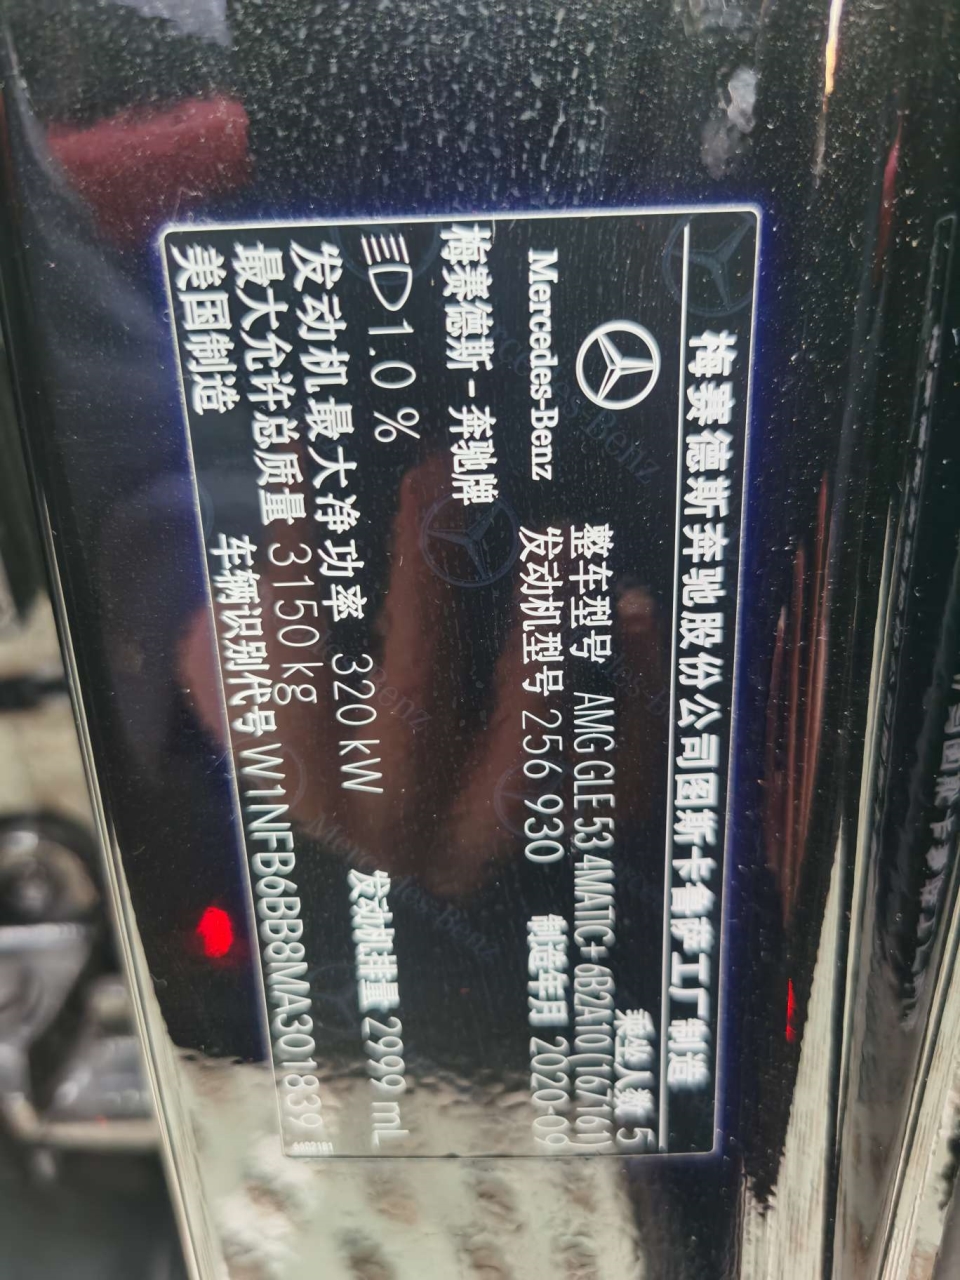 梅赛德斯奔驰股份公司图斯卡鲁萨工厂制造
乘坐人数 5
整车型号 AMG GLE 53 4MATIC+ 6B2A10 (167161)
Mercedes-Benz
发动机型号 256 930 制造年月 2020-09
梅赛德斯-奔驰牌
1.0 %
发动机最大净功率 320 kW 发动机排量 2999 mL
最大允许总质量 3150 kg
美国制造 车辆识别代号 W1NFB6BB8MA301839